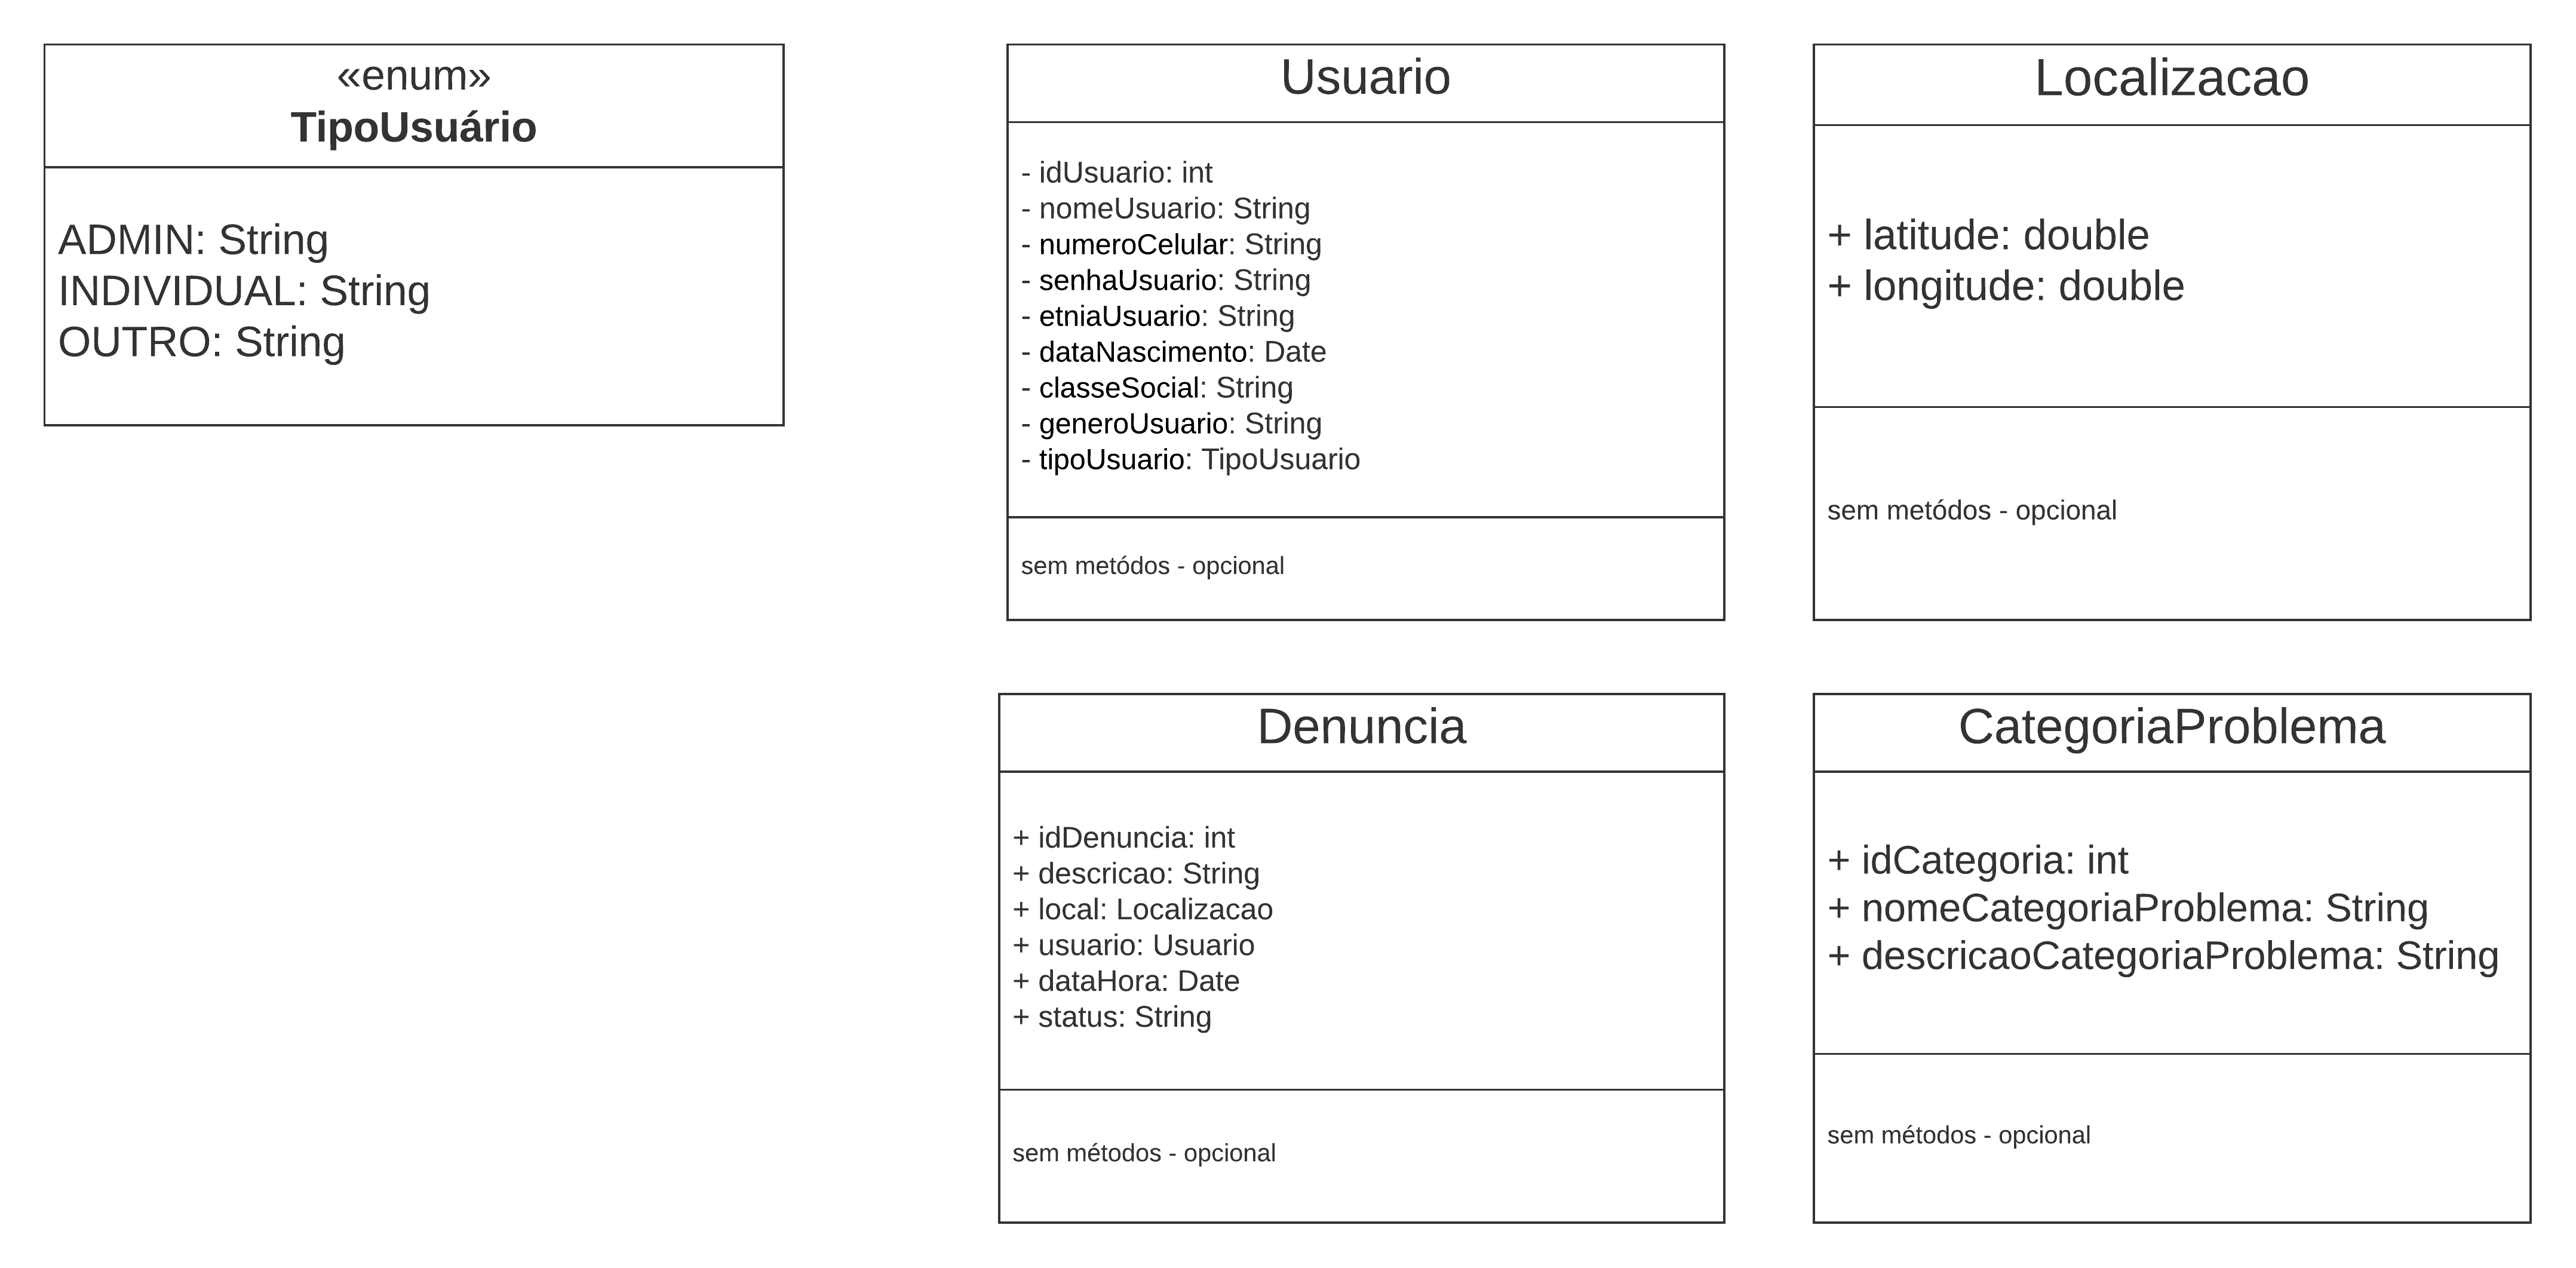 «enum»
TipoUsuário
ADMIN: String
INDIVIDUAL: String
OUTRO: String
Usuario
- idUsuario: int
- nomeUsuario: String
- numeroCelular: String
- senhaUsuario: String
- etniaUsuario: String
- dataNascimento: Date
- classeSocial: String
- generoUsuario: String
- tipoUsuario: TipoUsuario
sem metódos - opcional
Localizacao
+ latitude: double
+ longitude: double
sem metódos - opcional
Denuncia
+ idDenuncia: int
+ descricao: String
+ local: Localizacao
+ usuario: Usuario
+ dataHora: Date
+ status: String
sem métodos - opcional
CategoriaProblema
+ idCategoria: int
+ nomeCategoriaProblema: String
+ descricaoCategoriaProblema: String
sem métodos - opcional